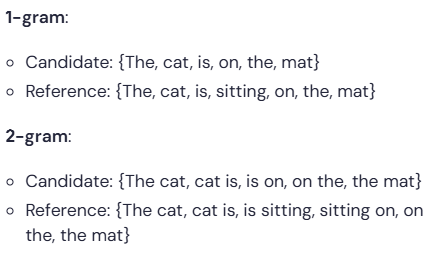 1-gram:
Candidate: {The, cat, is, on, the, mat}
Reference: {The, cat, is, sitting, on, the, mat}
2-gram:
Candidate: {The cat, cat is, is on, on the, the mat}
Reference: {The cat, cat is, is sitting, sitting on, on
the, the mat}